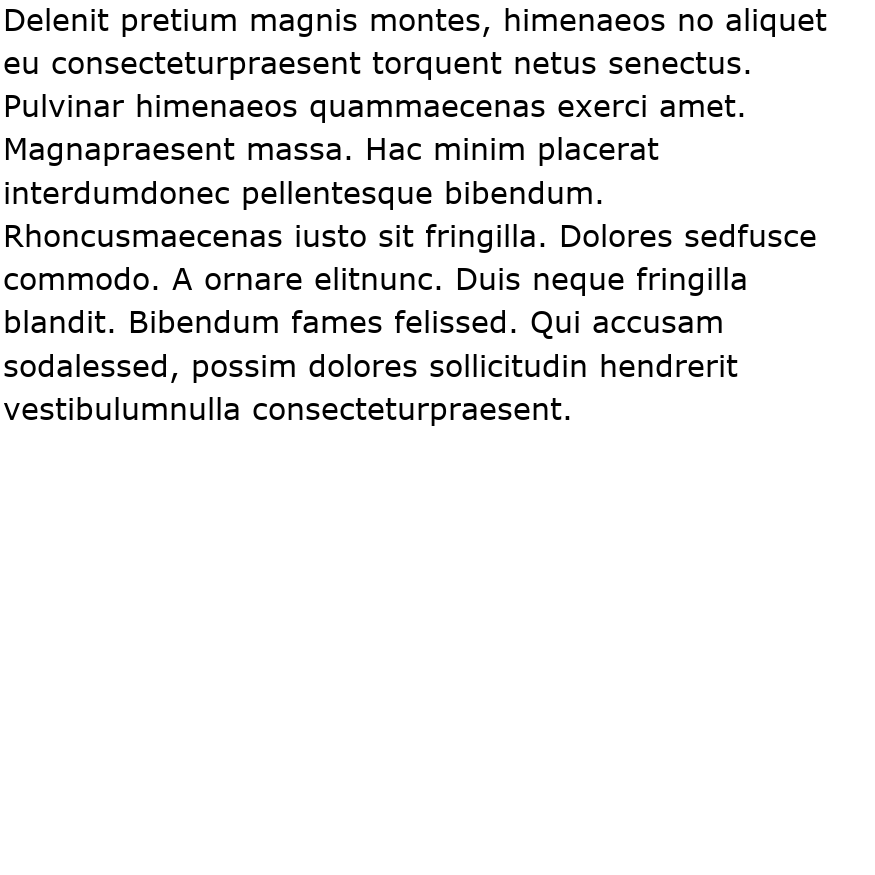 Delenit pretium magnis montes, himenaeos no aliquet
eu consecteturpraesent torquent netus senectus.
Pulvinar himenaeos quammaecenas exerci amet.
Magnapraesent massa. Hac minim placerat
interdumdonec pellentesque bibendum.
Rhoncusmaecenas iusto sit fringilla. Dolores sedfusce
commodo. A ornare elitnunc. Duis neque fringilla
blandit. Bibendum fames felissed. Qui accusam
sodalessed, possim dolores sollicitudin hendrerit
vestibulumnulla consecteturpraesent.